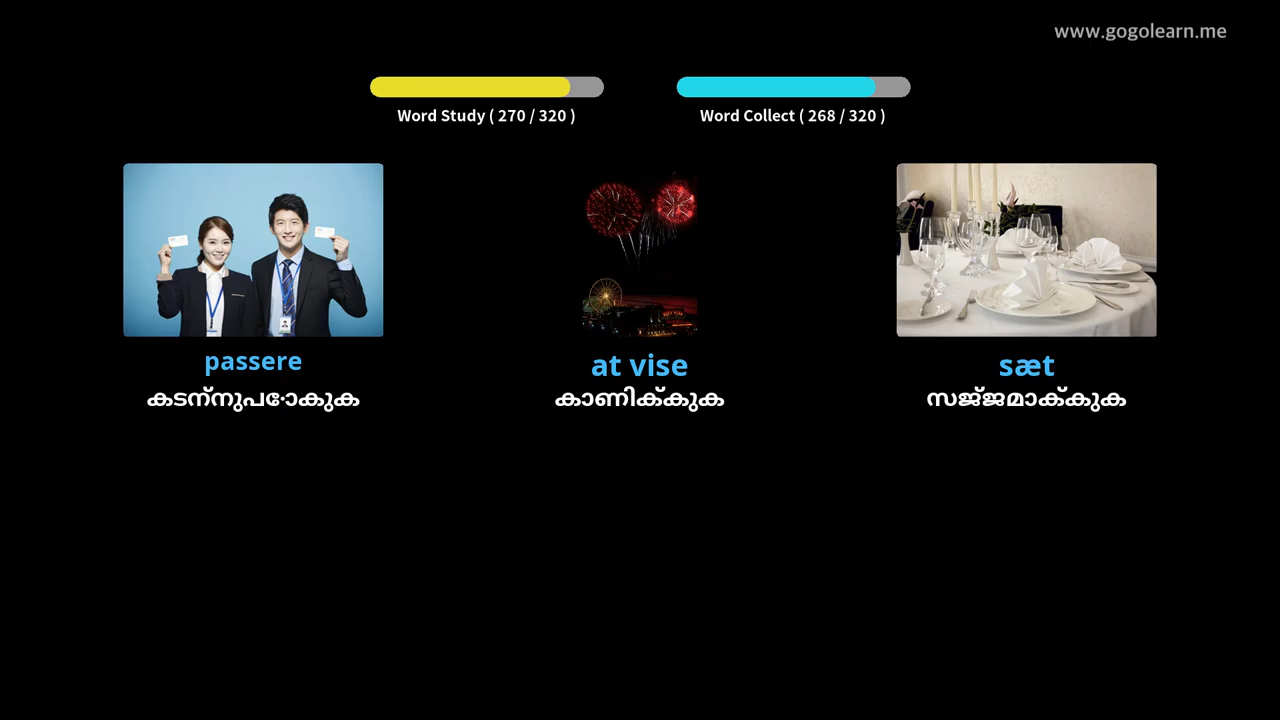 www.gogolearn.me
Word Study ( 270 / 320 )
Word Collect ( 268 / 320 )
passere
at vise
sæt
കടന്നുപോകുക
കാണിക്കുക
സജ്ജമാക്കുക